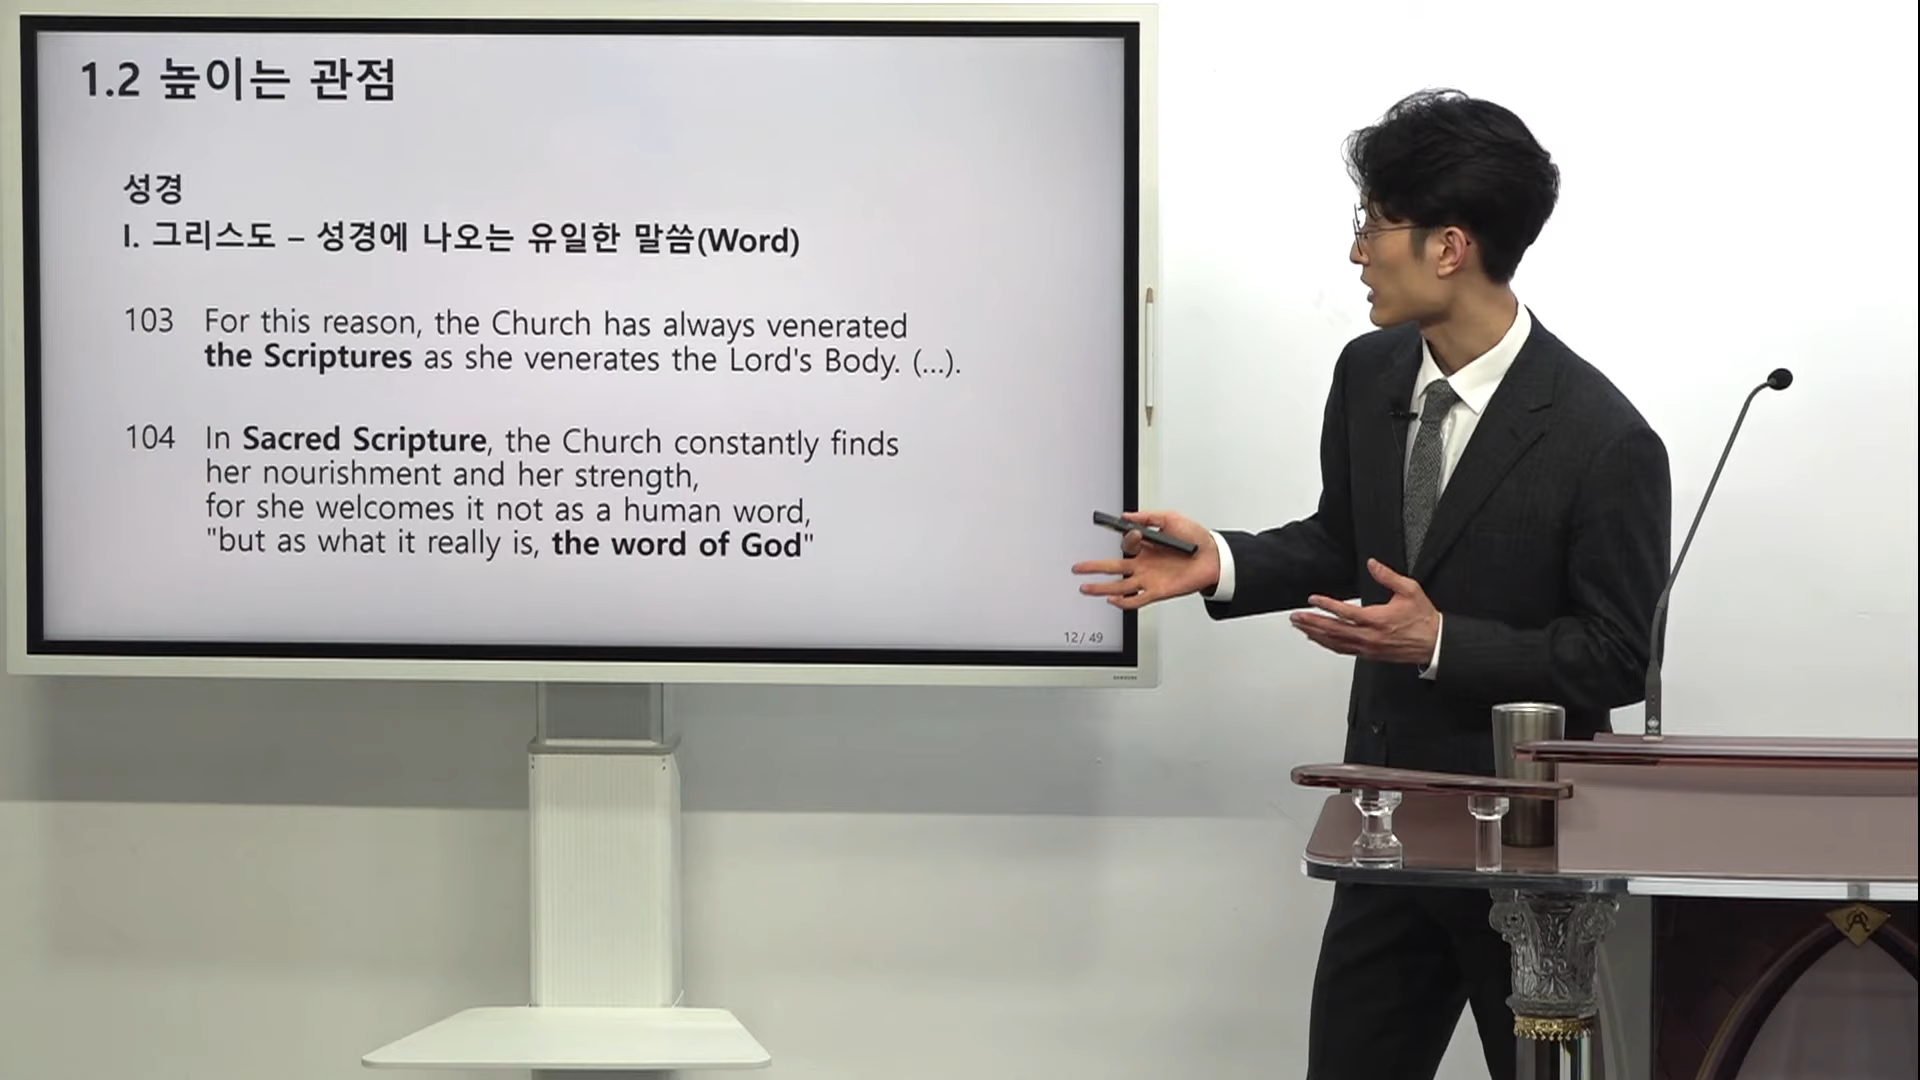 1.2 높이는 관점
성경
I. 그리스도 – 성경에 나오는 유일한 말씀(Word)
103 For this reason, the Church has always venerated
the Scriptures as she venerates the Lord's Body. (...).
104 In Sacred Scripture, the Church constantly finds
her nourishment and her strength,
for she welcomes it not as a human word,
"but as what it really is, the word of God"
12 / 49
SAMSUNG